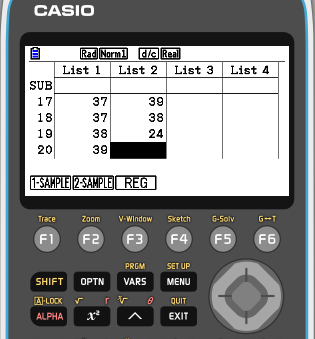 CASIO
Rad Norm1 d/c Real
List 1 List 2 List 3 List 4
SUB
17 37 39
18 37 38
19 38 24
20 39
1-SAMPLE 2-SAMPLE REG
Trace Zoom V-Window Sketch G-Solv G↔T
F1 F2 F3 F4 F5 F6
PRGM SET UP
SHIFT OPTN VARS MENU
A-LOCK √ r ∛ θ QUIT
ALPHA x² ^ EXIT